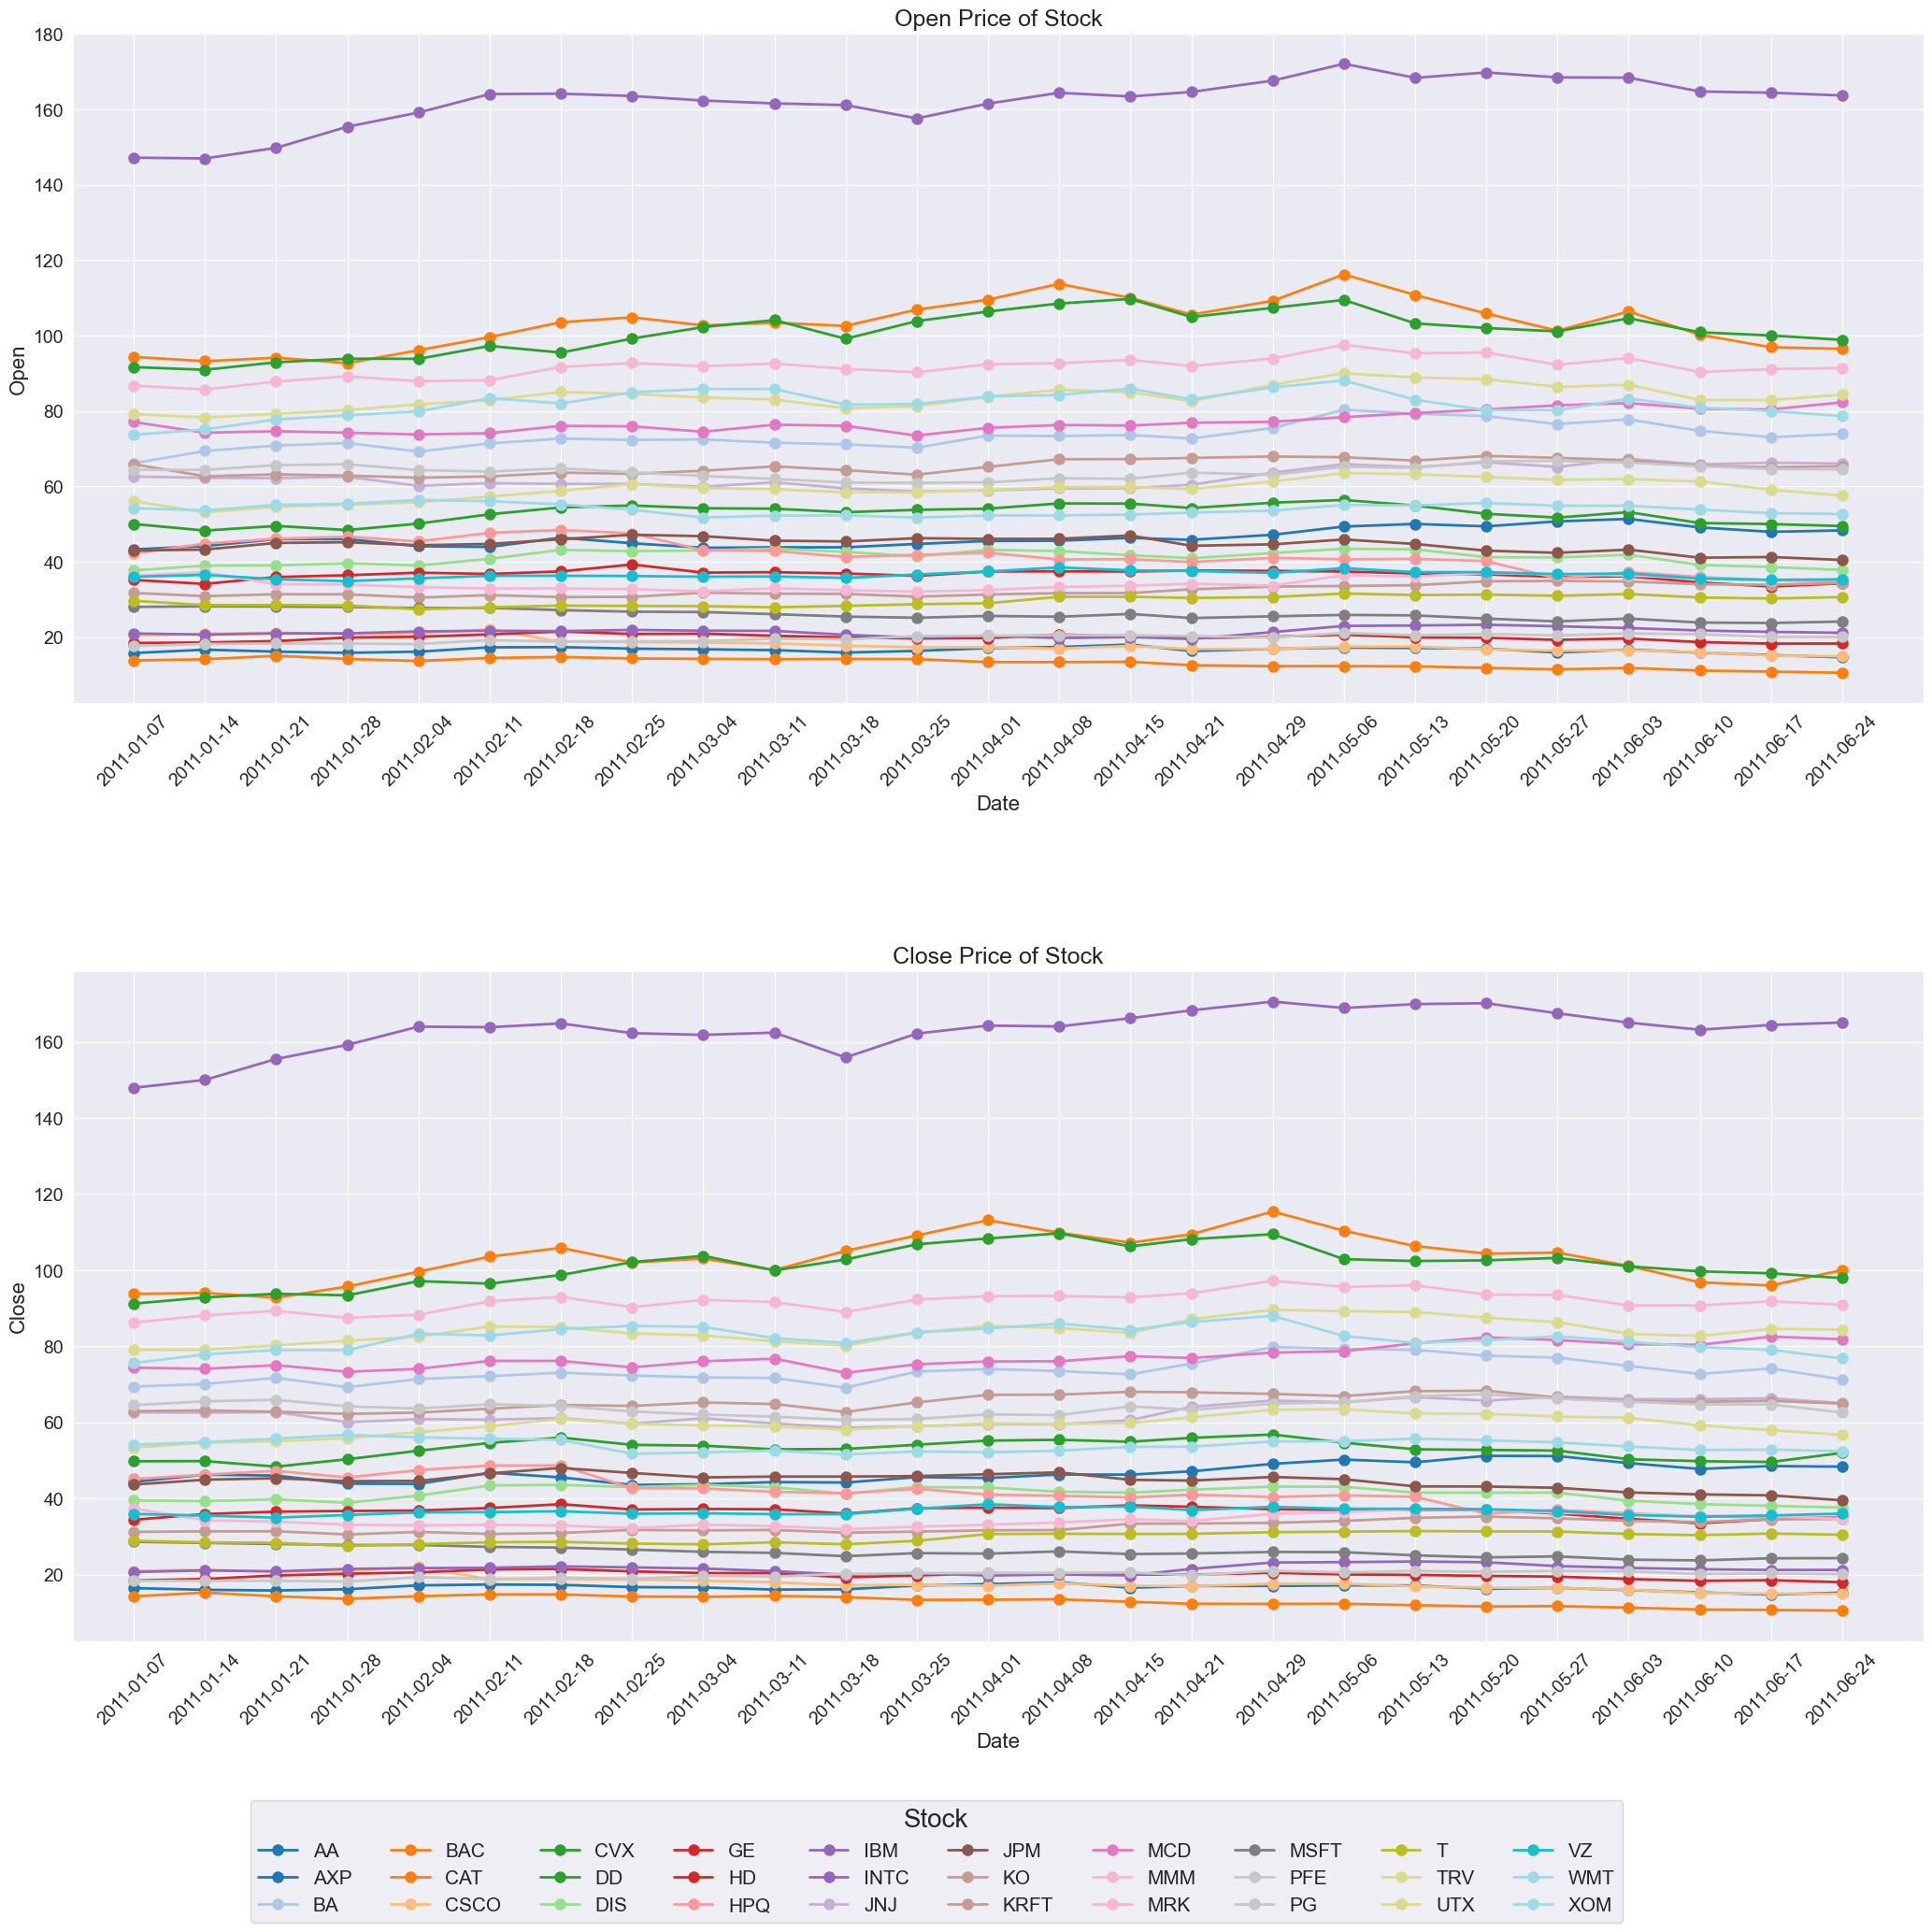 Open Price of Stock
180
160
140
120
100
80
60
40
20
Open
2011-01-07 2011-01-14 2011-01-21 2011-01-28 2011-02-04 2011-02-11 2011-02-18 2011-02-25 2011-03-04 2011-03-11 2011-03-18 2011-03-25 2011-04-01 2011-04-08 2011-04-15 2011-04-21 2011-04-29 2011-05-06 2011-05-13 2011-05-20 2011-05-27 2011-06-03 2011-06-10 2011-06-17 2011-06-24
Date
Close Price of Stock
160
140
120
100
80
60
40
20
Close
2011-01-07 2011-01-14 2011-01-21 2011-01-28 2011-02-04 2011-02-11 2011-02-18 2011-02-25 2011-03-04 2011-03-11 2011-03-18 2011-03-25 2011-04-01 2011-04-08 2011-04-15 2011-04-21 2011-04-29 2011-05-06 2011-05-13 2011-05-20 2011-05-27 2011-06-03 2011-06-10 2011-06-17 2011-06-24
Date
Stock
AA BAC CVX GE IBM JPM MCD MSFT T VZ
AXP CAT DD HD INTC KO MMM PFE TRV WMT
BA CSCO DIS HPQ JNJ KRFT MRK PG UTX XOM